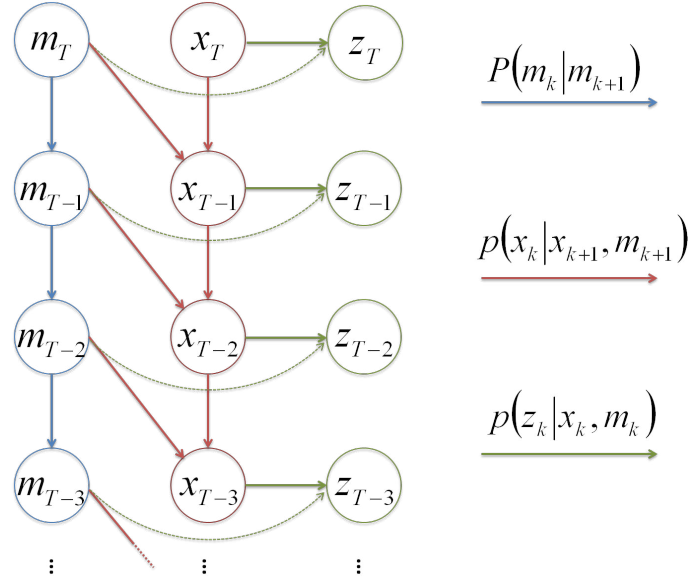 m_T x_T z_T
P(m_k|m_{k+1})
m_{T-1} x_{T-1} z_{T-1}
p(x_k|x_{k+1}, m_{k+1})
m_{T-2} x_{T-2} z_{T-2}
p(z_k|x_k, m_k)
m_{T-3} x_{T-3} z_{T-3}
⋮ ⋮ ⋮